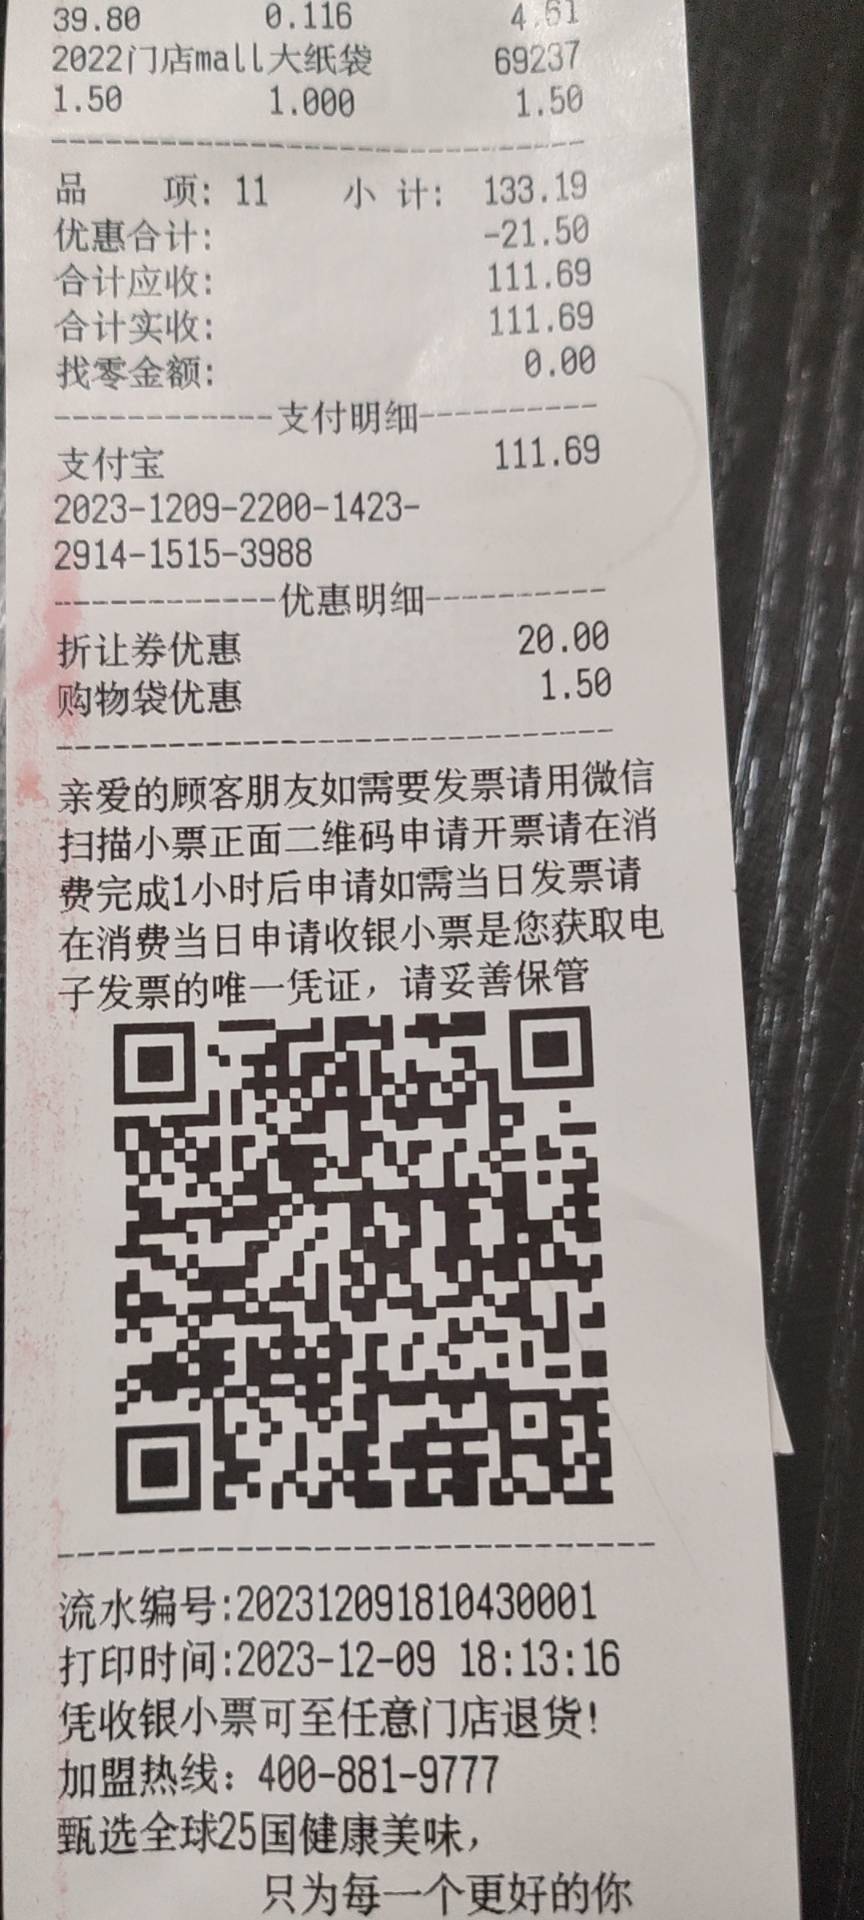 39.80 0.116 4.61
2022门店mall大纸袋 69237
1.50 1.000 1.50
品 项: 11 小 计: 133.19
优惠合计: -21.50
合计应收: 111.69
合计实收: 111.69
找零金额: 0.00
------------支付明细----------
支付宝 111.69
2023-1209-2200-1423-
2914-1515-3988
------------优惠明细----------
折让券优惠 20.00
购物袋优惠 1.50
亲爱的顾客朋友如需要发票请用微信
扫描小票正面二维码申请开票请在消
费完成1小时后申请如需当日发票请
在消费当日申请收银小票是您获取电
子发票的唯一凭证，请妥善保管
流水编号:202312091810430001
打印时间:2023-12-09 18:13:16
凭收银小票可至任意门店退货!
加盟热线：400-881-9777
甄选全球25国健康美味，
只为每一个更好的你